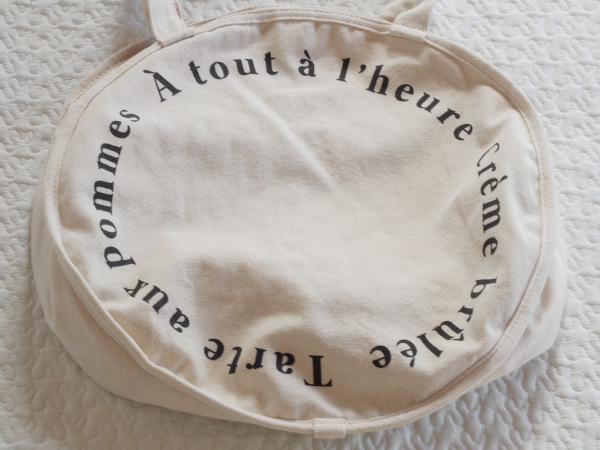 À tout à l'heure
Crème brûlée
Tarte aux pommes